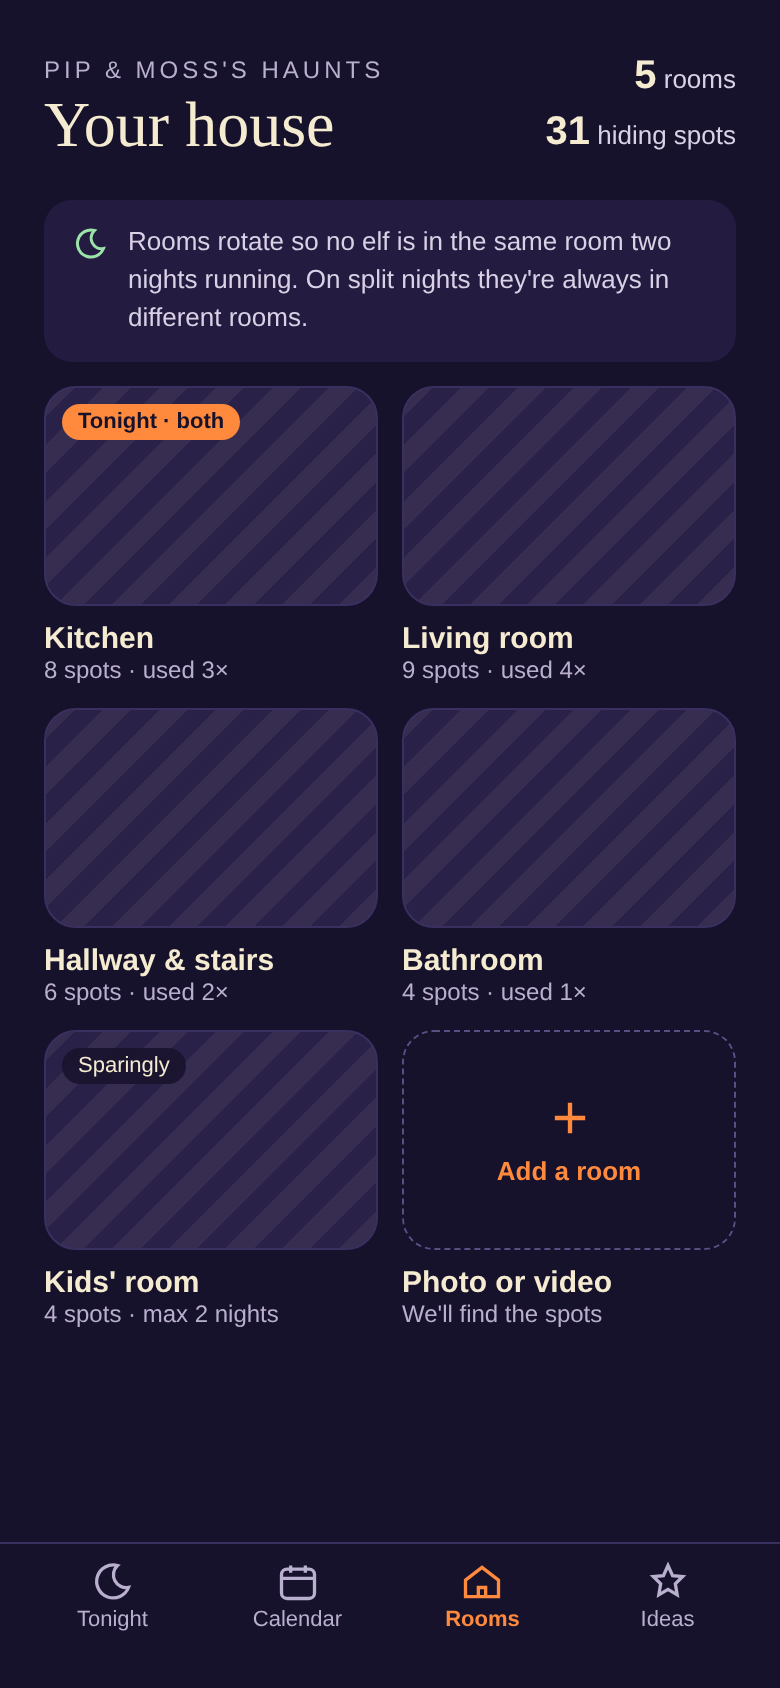 PIP & MOSS'S HAUNTS
Your house
5 rooms
31 hiding spots
Rooms rotate so no elf is in the same room two
nights running. On split nights they're always in
different rooms.
Tonight · both
Kitchen
8 spots · used 3×
Living room
9 spots · used 4×
Hallway & stairs
6 spots · used 2×
Bathroom
4 spots · used 1×
Sparingly
Kids' room
4 spots · max 2 nights
Add a room
Photo or video
We'll find the spots
Tonight
Calendar
Rooms
Ideas